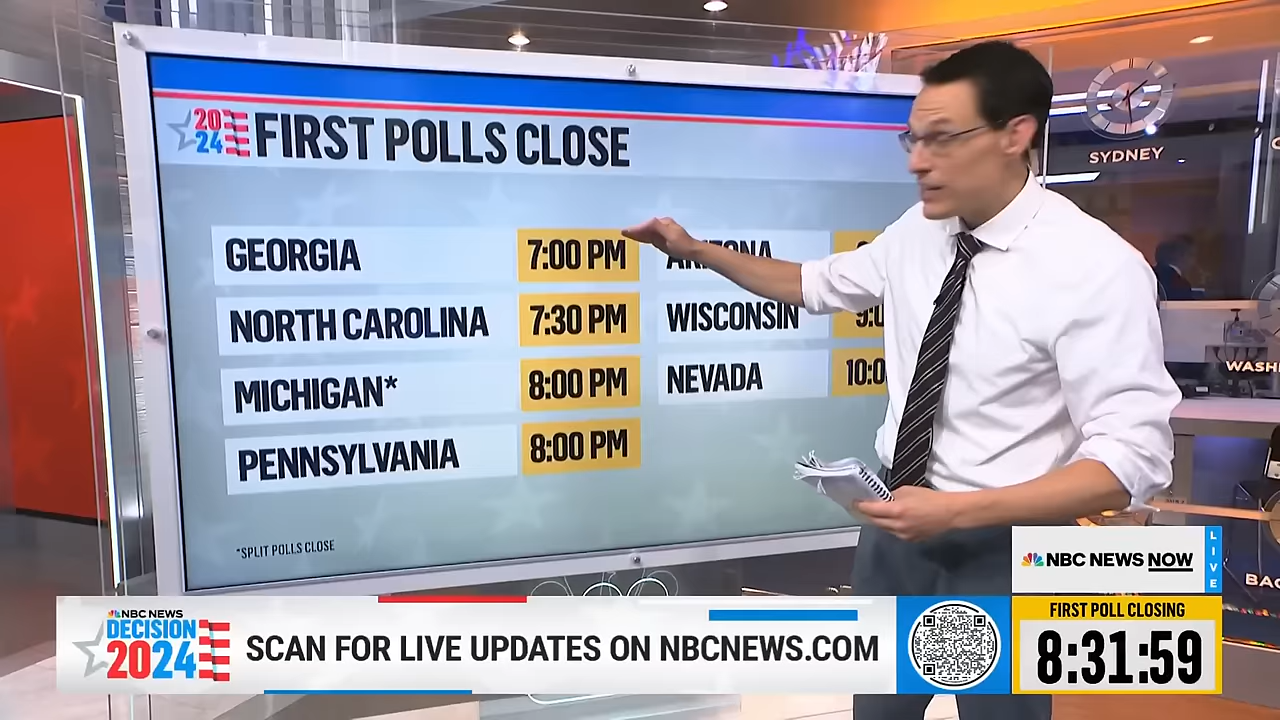 2024 FIRST POLLS CLOSE
GEORGIA 7:00 PM
NORTH CAROLINA 7:30 PM
MICHIGAN* 8:00 PM
PENNSYLVANIA 8:00 PM
ARIZONA
WISCONSIN
NEVADA
*SPLIT POLLS CLOSE
SYDNEY
NBC NEWS NOW
LIVE
NBC NEWS
DECISION
2024
SCAN FOR LIVE UPDATES ON NBCNEWS.COM
FIRST POLL CLOSING
8:31:59